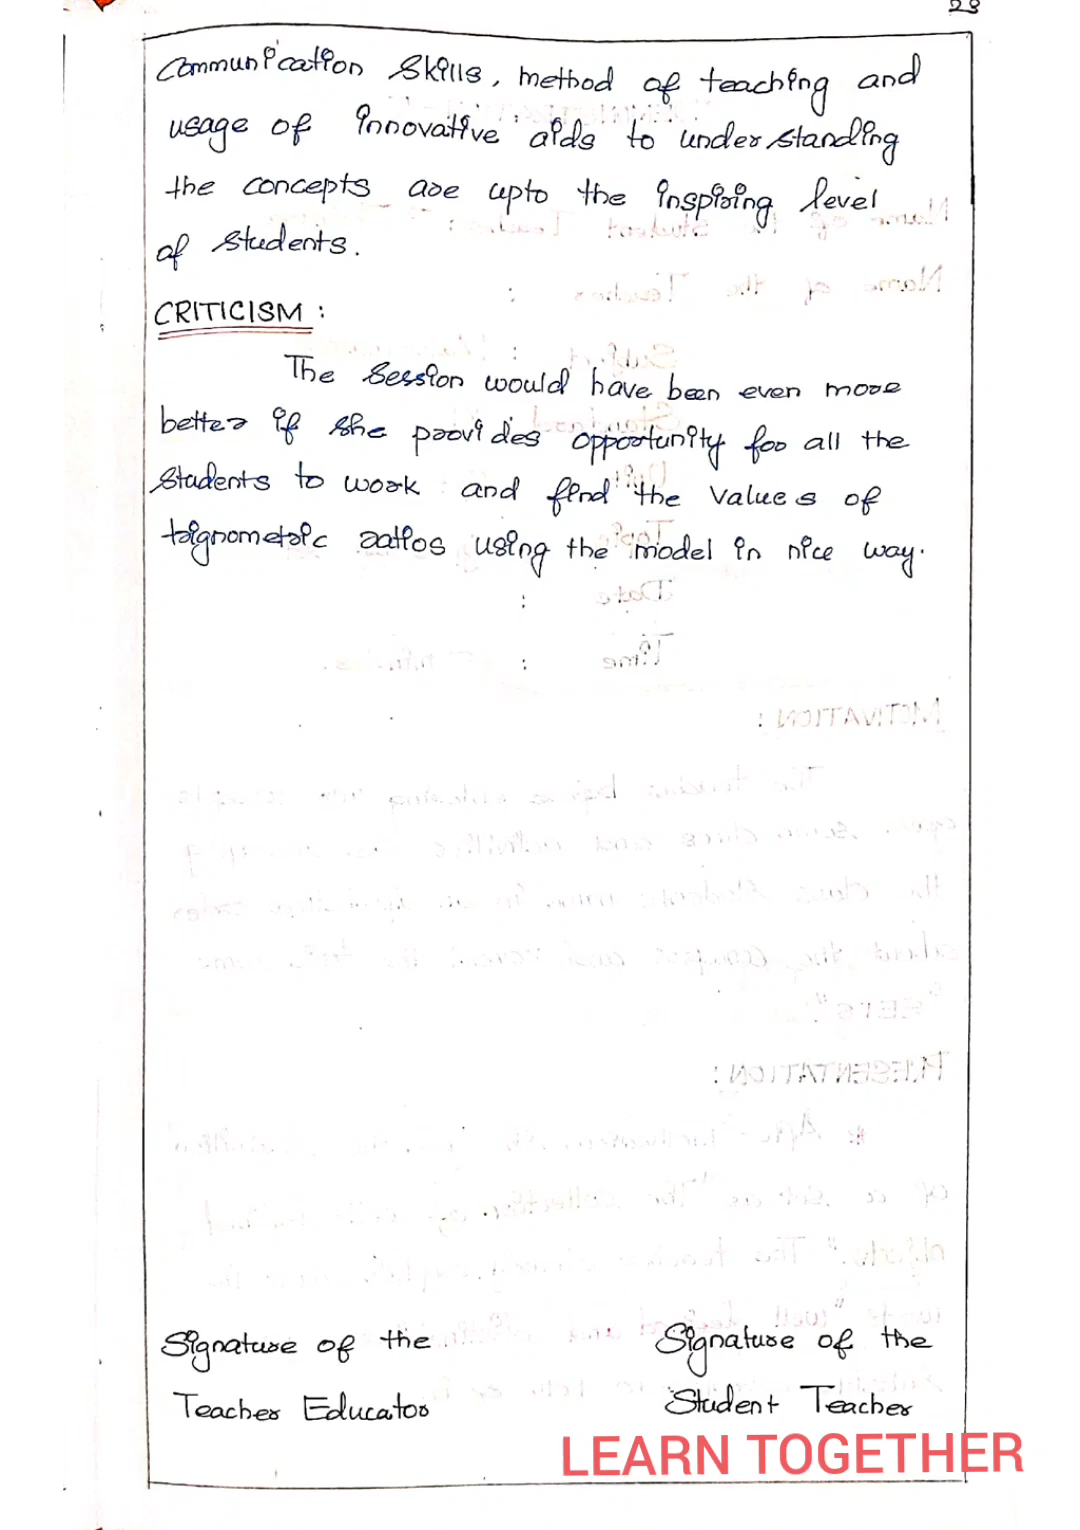 23
Communication skills, method of teaching and
usage of innovative aids to understanding
the concepts are upto the inspiring level
of students.
CRITICISM :
The session would have been even more
better if she provides opportunity for all the
students to work and find the values of
trignometric ratios using the model in nice way.
Signature of the Signature of the
Teacher Educator Student Teacher
LEARN TOGETHER